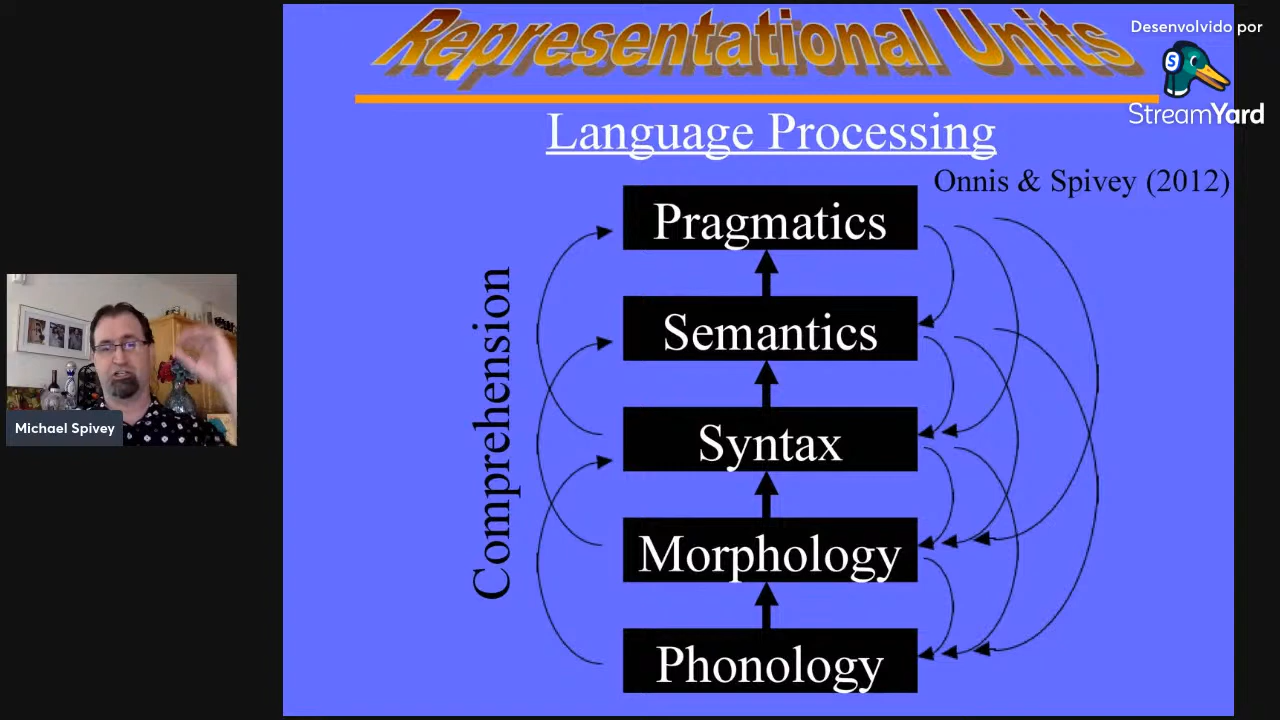 Representational Units
Desenvolvido por
S
StreamYard
Language Processing
Onnis & Spivey (2012)
Pragmatics
Semantics
Comprehension
Syntax
Michael Spivey
Morphology
Phonology